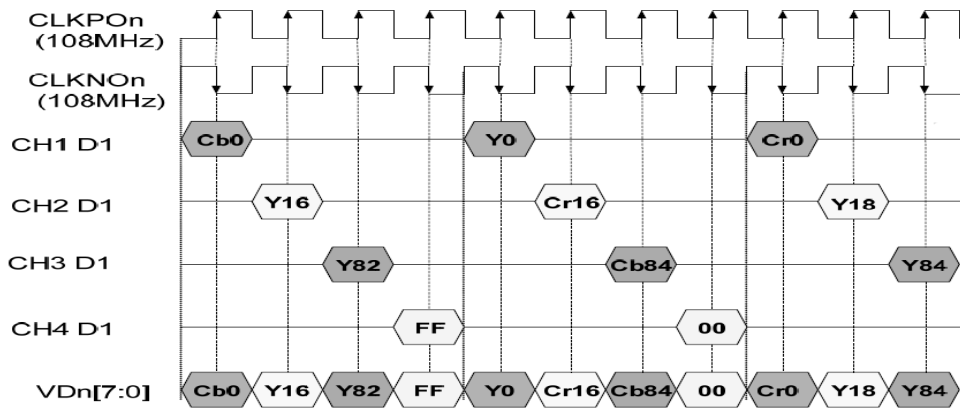 CLKPOn
(108MHz)
CLKNOn
(108MHz)
CH1 D1 Cb0 Y0 Cr0
CH2 D1 Y16 Cr16 Y18
CH3 D1 Y82 Cb84 Y84
CH4 D1 FF 00
VDn[7:0] Cb0 Y16 Y82 FF Y0 Cr16 Cb84 00 Cr0 Y18 Y84